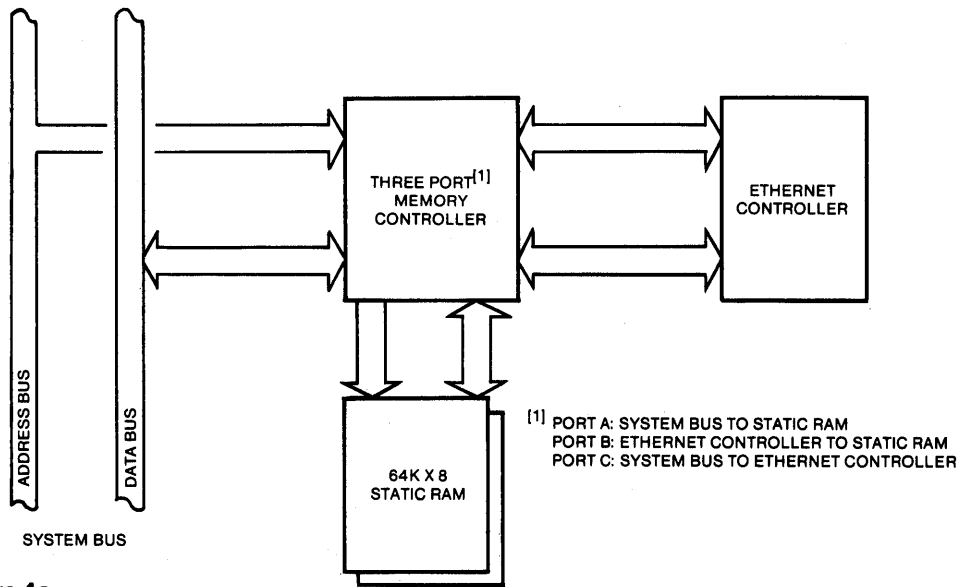 ADDRESS BUS
DATA BUS
SYSTEM BUS
THREE PORT[1]
MEMORY
CONTROLLER
ETHERNET
CONTROLLER
64K X 8
STATIC RAM
[1] PORT A: SYSTEM BUS TO STATIC RAM
PORT B: ETHERNET CONTROLLER TO STATIC RAM
PORT C: SYSTEM BUS TO ETHERNET CONTROLLER